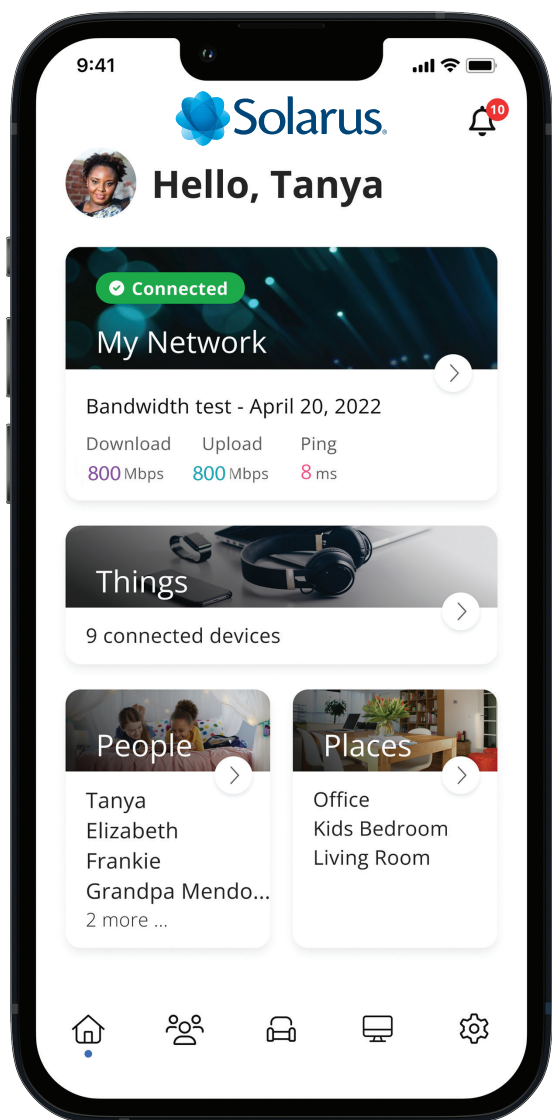 9:41
Solarus®
10
Hello, Tanya
Connected
My Network
Bandwidth test - April 20, 2022
Download Upload Ping
800 Mbps 800 Mbps 8 ms
Things
9 connected devices
People
Tanya
Elizabeth
Frankie
Grandpa Mendo...
2 more ...
Places
Office
Kids Bedroom
Living Room